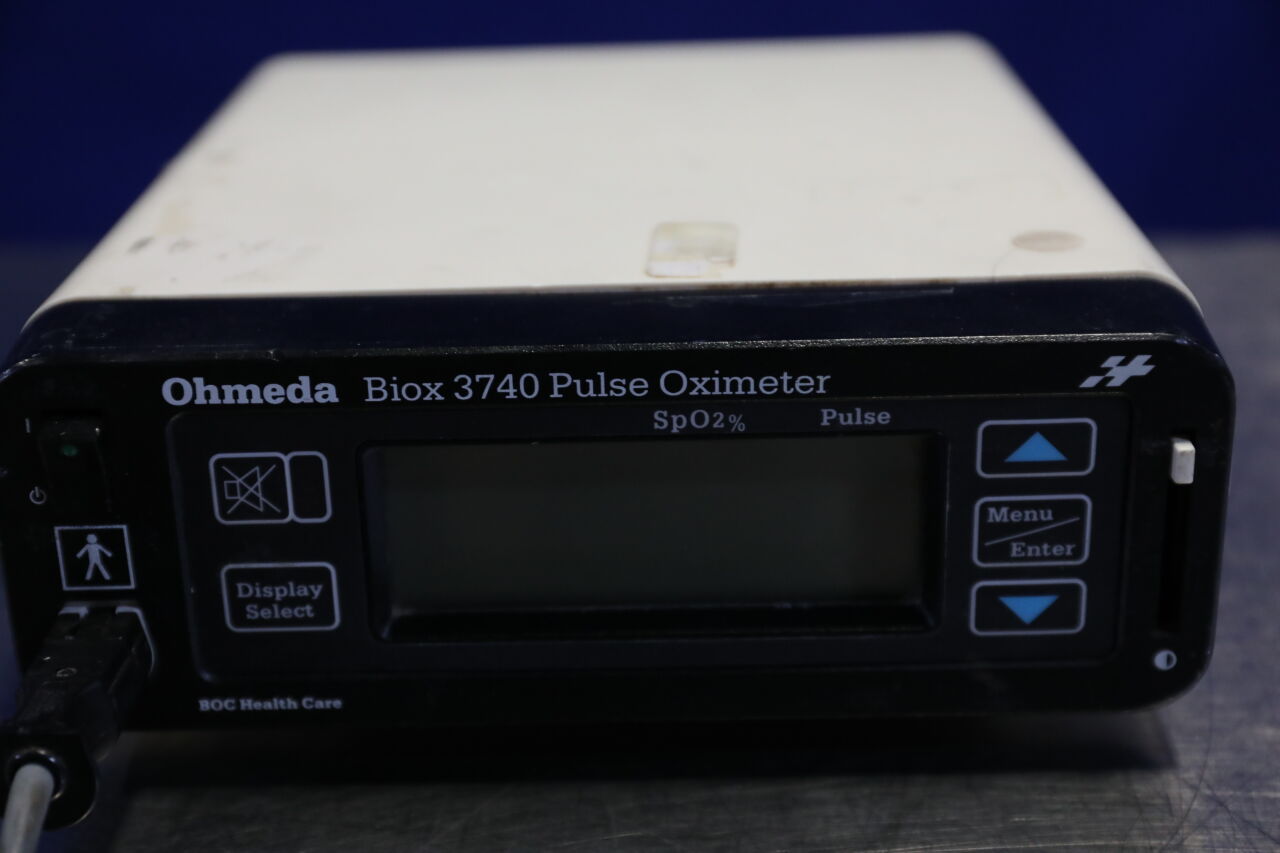 Ohmeda Biox 3740 Pulse Oximeter
SpO2% Pulse
Display
Select
Menu
Enter
BOC Health Care